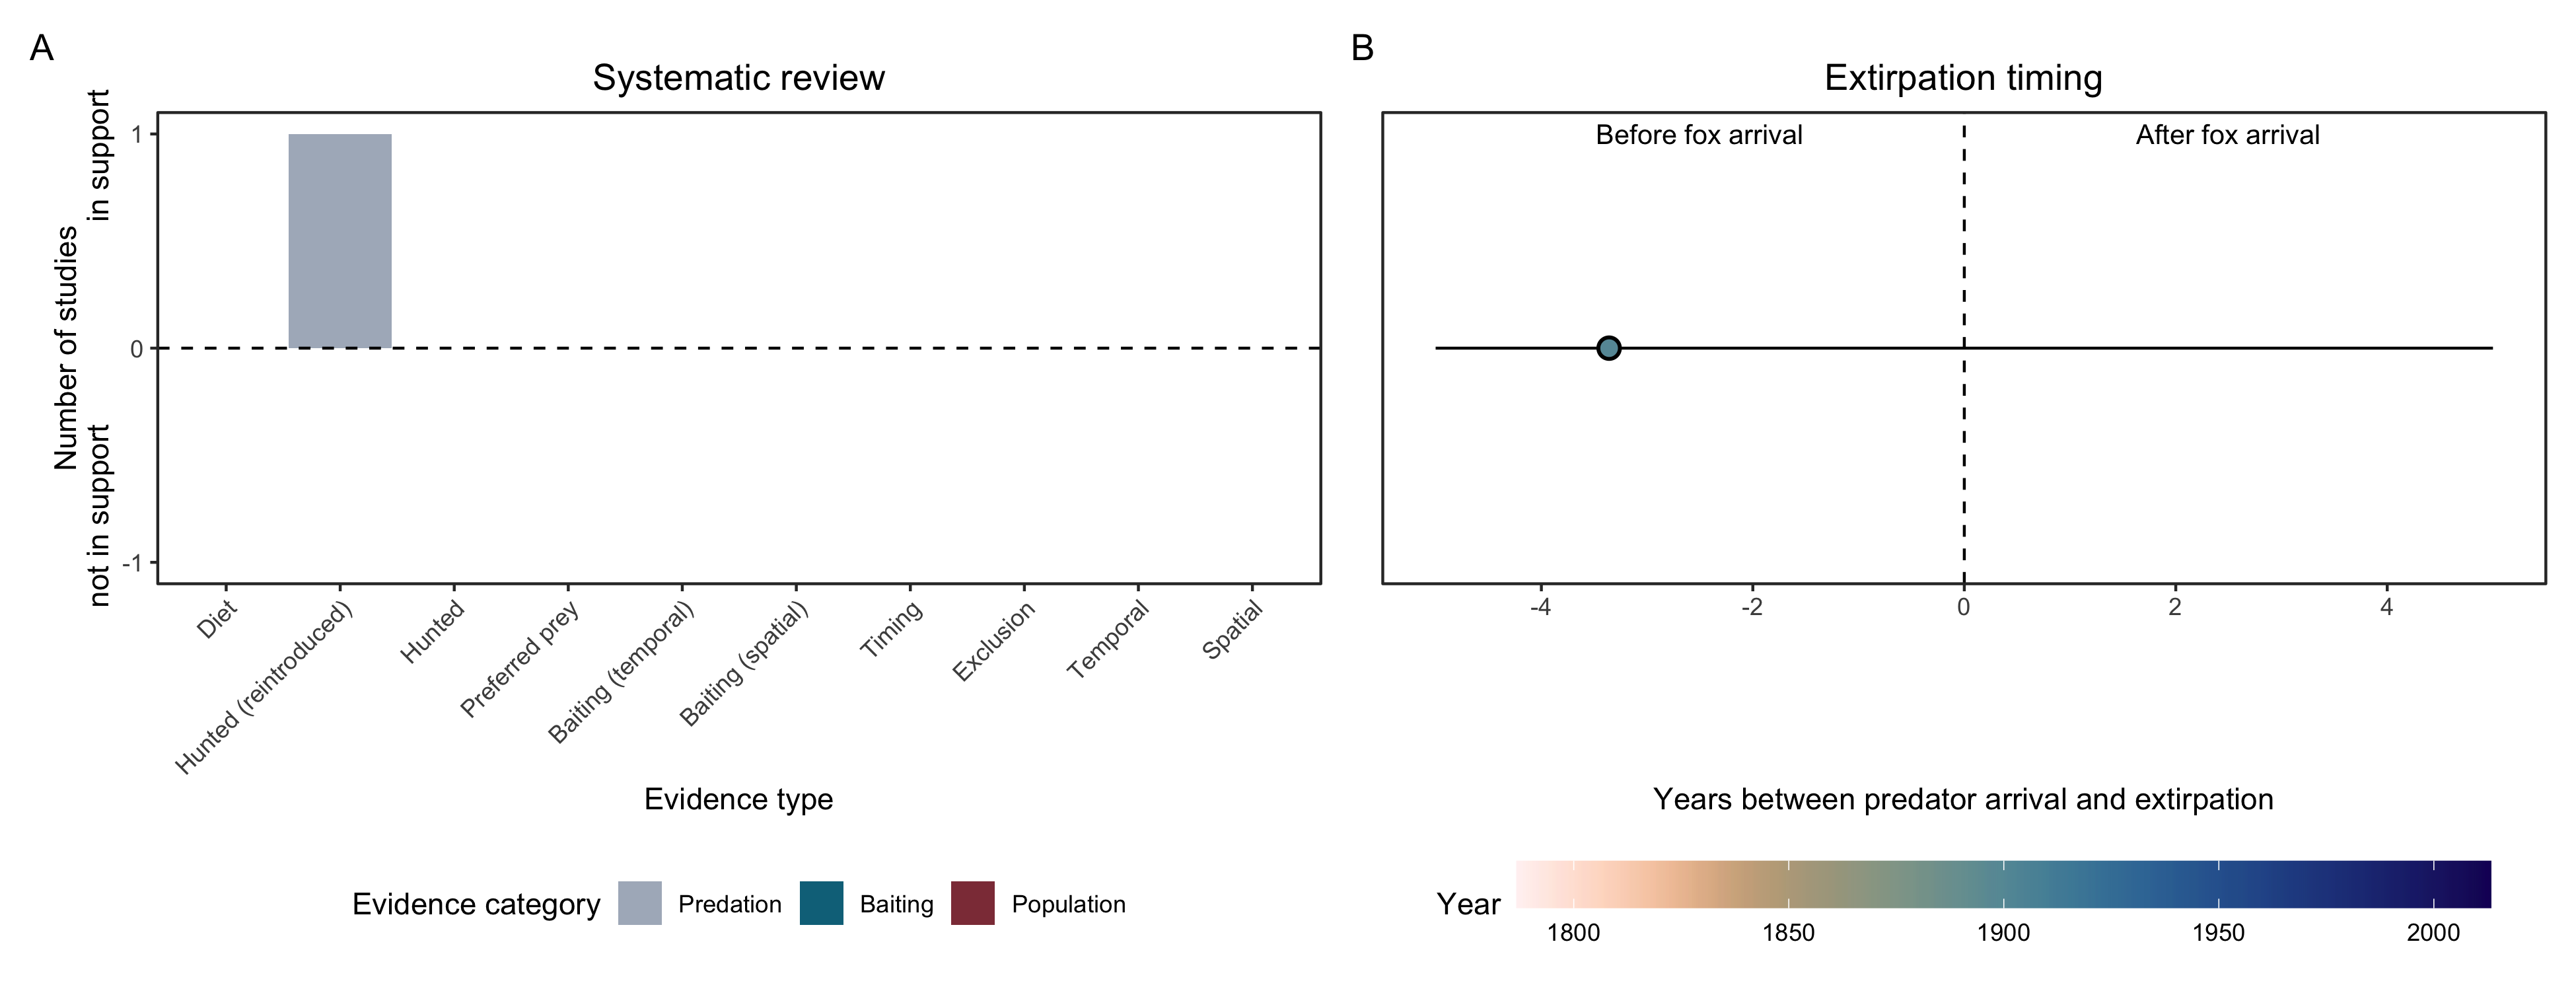 A
Systematic review
Number of studies
not in support in support
1
0
-1
Diet
Hunted (reintroduced)
Hunted
Preferred prey
Baiting (temporal)
Baiting (spatial)
Timing
Exclusion
Temporal
Spatial
Evidence type
Evidence category Predation Baiting Population
B
Extirpation timing
Before fox arrival After fox arrival
-4 -2 0 2 4
Years between predator arrival and extirpation
Year
1800 1850 1900 1950 2000